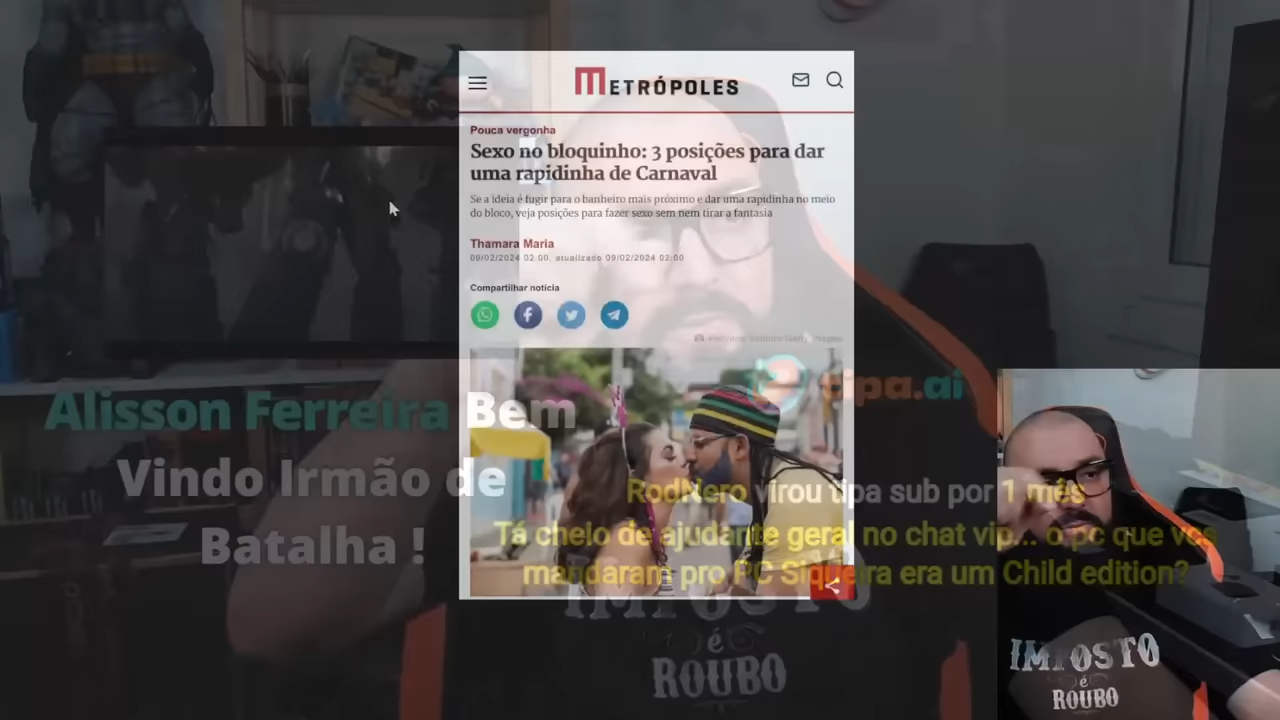 METRÓPOLES
Pouca vergonha
Sexo no bloquinho: 3 posições para dar
uma rapidinha de Carnaval
Se a ideia é fugir para o banheiro mais próximo e dar uma rapidinha no meio
do bloco, veja posições para fazer sexo sem nem tirar a fantasia
Thamara Maria
09/02/2024 02:00, atualizado 09/02/2024 02:00
Compartilhar notícia
tipa.ai
Alisson Ferreira Bem
Vindo Irmão de
Batalha !
RodNero virou tipa sub por 1 mês
Tá cheio de ajudante geral no chat vip... o pc que vcs
mandaram pro PC Siqueira era um Child edition?
IMPOSTO
é
ROUBO
IMPOSTO
é
ROUBO